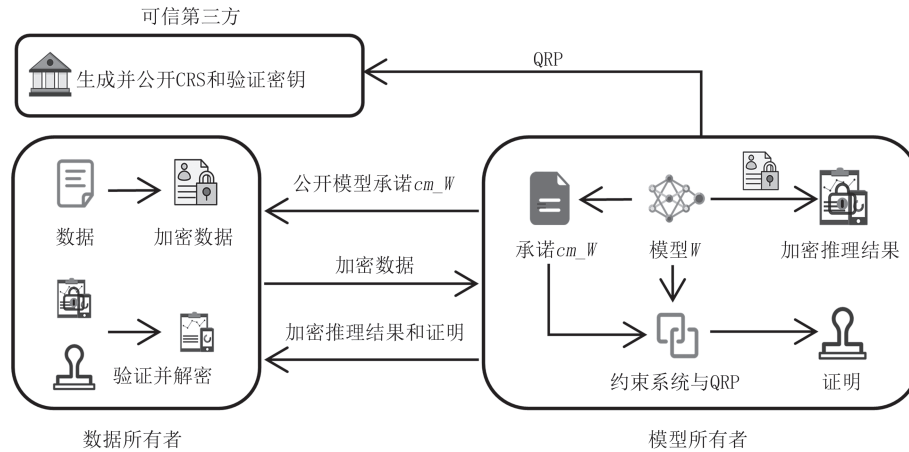 可信第三方
生成并公开CRS和验证密钥
QRP
数据
加密数据
验证并解密
数据所有者
公开模型承诺cm_W
加密数据
加密推理结果和证明
承诺cm_W
模型W
加密推理结果
约束系统与QRP
证明
模型所有者